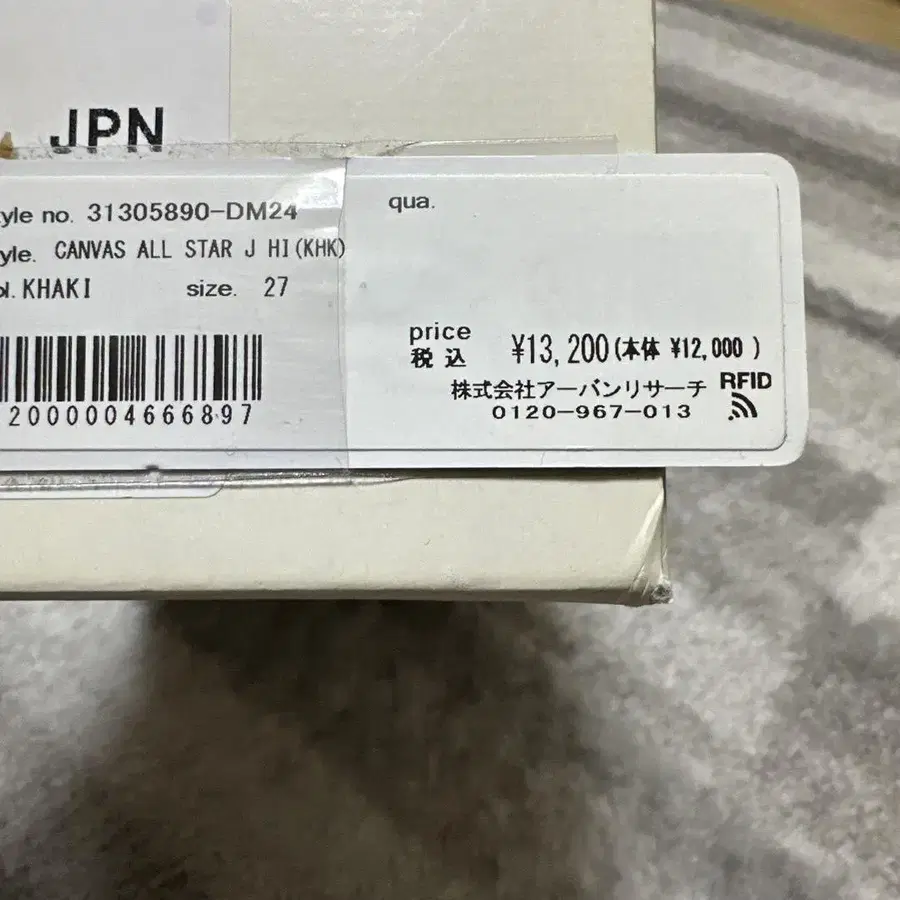 JPN
tyle no. 31305890-DM24
yle. CANVAS ALL STAR J HI(KHK)
ol. KHAKI size. 27
2000004666897
qua.
price
税込 ¥13,200(本体 ¥12,000 )
株式会社アーバンリサーチ RFID
0120-967-013